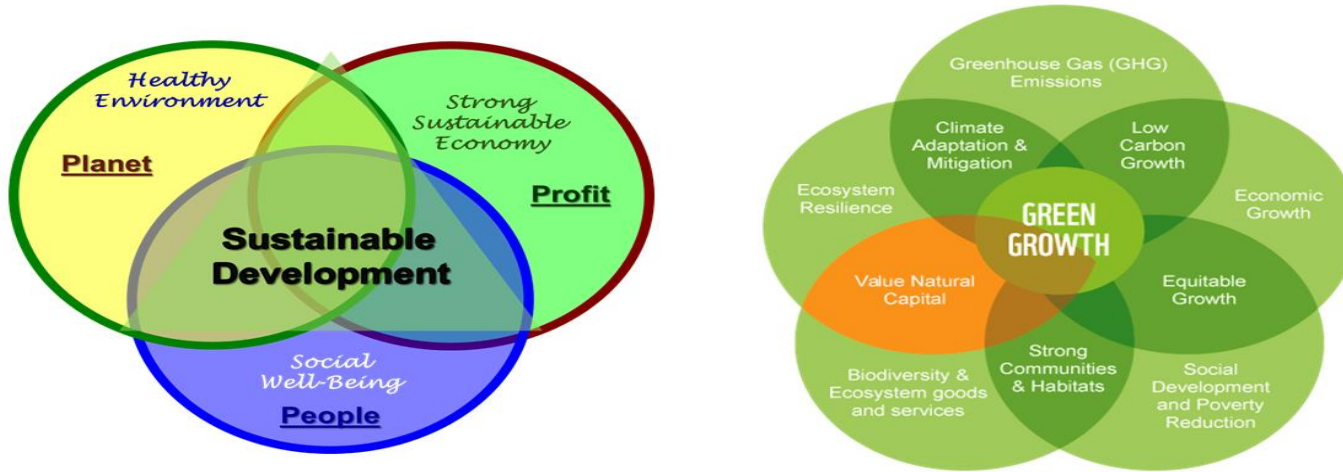 Healthy
Environment
Planet
Strong
Sustainable
Economy
Profit
Sustainable
Development
Social
Well-Being
People
Greenhouse Gas (GHG)
Emissions
Climate
Adaptation &
Mitigation
Low
Carbon
Growth
Ecosystem
Resilience
GREEN
GROWTH
Economic
Growth
Value Natural
Capital
Equitable
Growth
Strong
Communities
& Habitats
Biodiversity &
Ecosystem goods
and services
Social
Development
and Poverty
Reduction